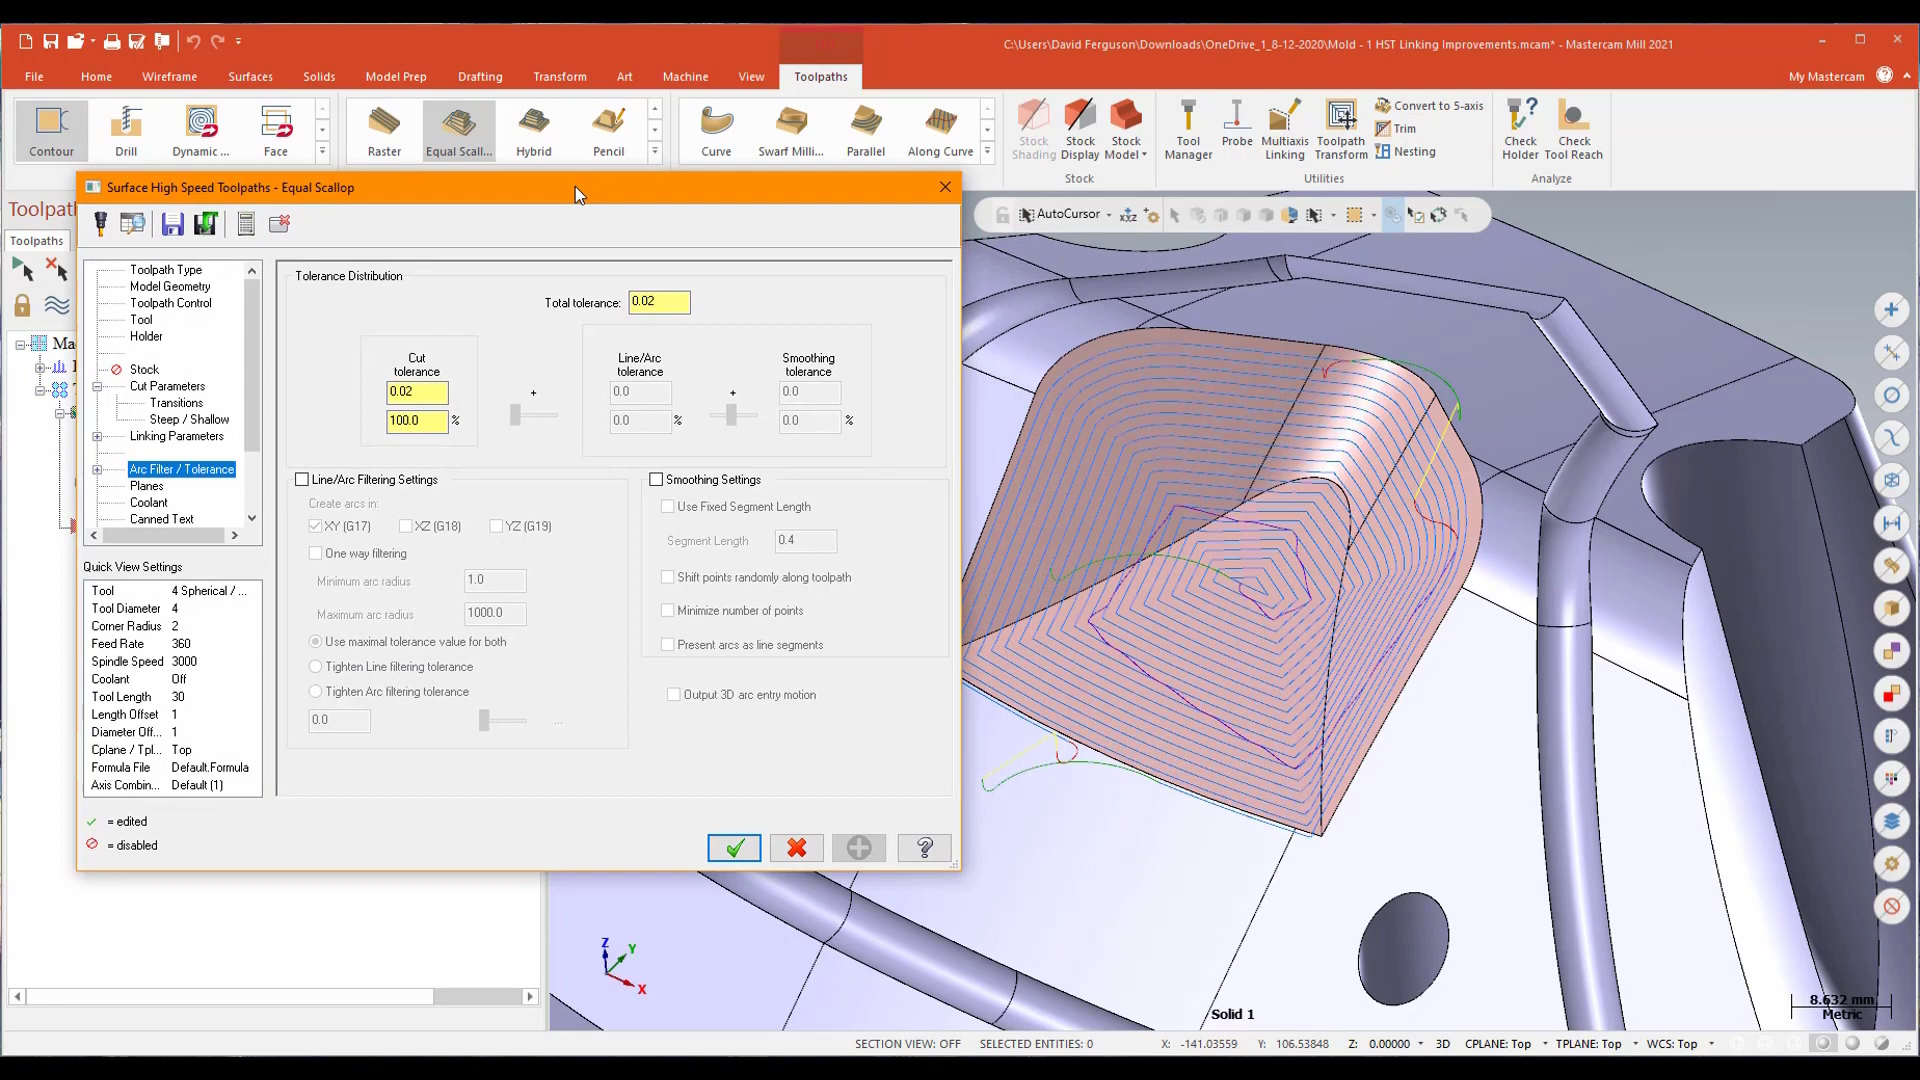 C:\Users\David Ferguson\Downloads\OneDrive_1_8-12-2020\Mold - 1 HST Linking Improvements.mcam* - Mastercam Mill 2021
File Home Wireframe Surfaces Solids Model Prep Drafting Transform Art Machine View Toolpaths My Mastercam
Contour Drill Dynamic ... Face Raster Equal Scall... Hybrid Pencil Curve Swarf Milli... Parallel Along Curve
Stock Shading Stock Display Stock Model Tool Manager Probe Multiaxis Linking Toolpath Transform
Convert to 5-axis
Trim
Nesting
Check Holder Check Tool Reach
Stock Utilities Analyze
Surface High Speed Toolpaths - Equal Scallop
AutoCursor
Toolpat
Toolpaths
Ma
Toolpath Type
Model Geometry
Toolpath Control
Tool
Holder
Stock
Cut Parameters
Transitions
Steep / Shallow
Linking Parameters
Arc Filter / Tolerance
Planes
Coolant
Canned Text
Quick View Settings
Tool 4 Spherical / ...
Tool Diameter 4
Corner Radius 2
Feed Rate 360
Spindle Speed 3000
Coolant Off
Tool Length 30
Length Offset 1
Diameter Off... 1
Cplane / Tpl... Top
Formula File Default.Formula
Axis Combin... Default (1)
= edited
= disabled
Tolerance Distribution
Total tolerance: 0.02
Cut tolerance
0.02
100.0 %
+
Line/Arc tolerance
0.0
0.0 %
+
Smoothing tolerance
0.0
0.0 %
Line/Arc Filtering Settings
Create arcs in:
XY (G17) XZ (G18) YZ (G19)
One way filtering
Minimum arc radius 1.0
Maximum arc radius 1000.0
Use maximal tolerance value for both
Tighten Line filtering tolerance
Tighten Arc filtering tolerance
0.0 ...
Smoothing Settings
Use Fixed Segment Length
Segment Length 0.4
Shift points randomly along toolpath
Minimize number of points
Present arcs as line segments
Output 3D arc entry motion
Z Y X
Solid 1
8.632 mm
Metric
SECTION VIEW: OFF SELECTED ENTITIES: 0 X: -141.03559 Y: 106.53848 Z: 0.00000 3D CPLANE: Top TPLANE: Top WCS: Top